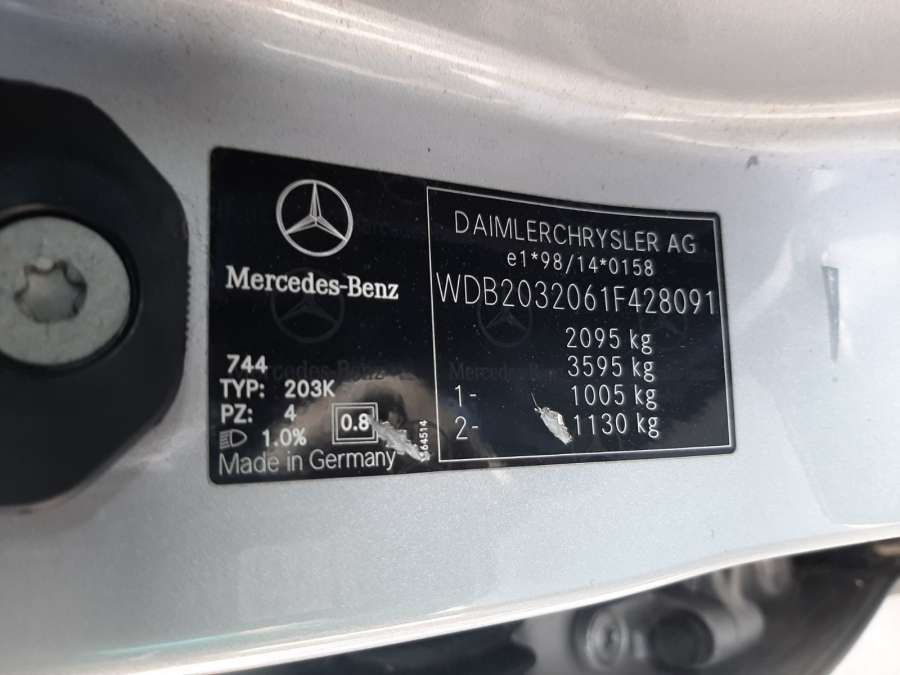 Mercedes-Benz
744
TYP: 203K
PZ: 4
1.0%
0.8
Made in Germany
DAIMLERCHRYSLER AG
e1*98/14*0158
WDB2032061F428091
2095 kg
3595 kg
1- 1005 kg
2- 1130 kg